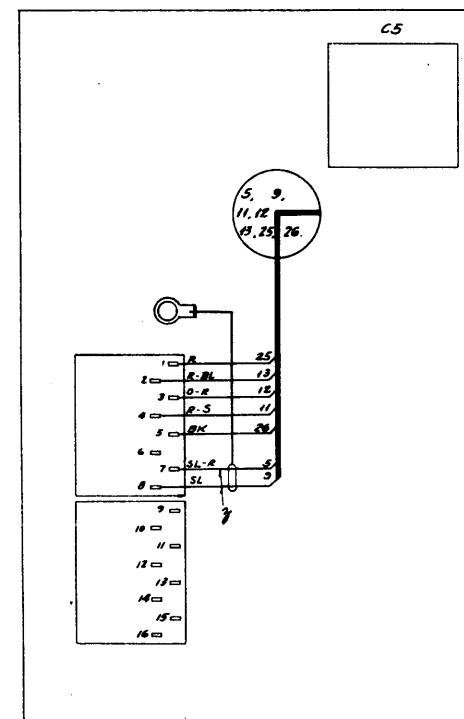 C5
5, 9,
11, 12
13, 25, 26.
1 R 25
2 R-BL 13
3 O-R 12
4 R-S 11
5 BK 26
6
7 SL-R 5
8 SL 9
9
10
11
12
13
14
15
16